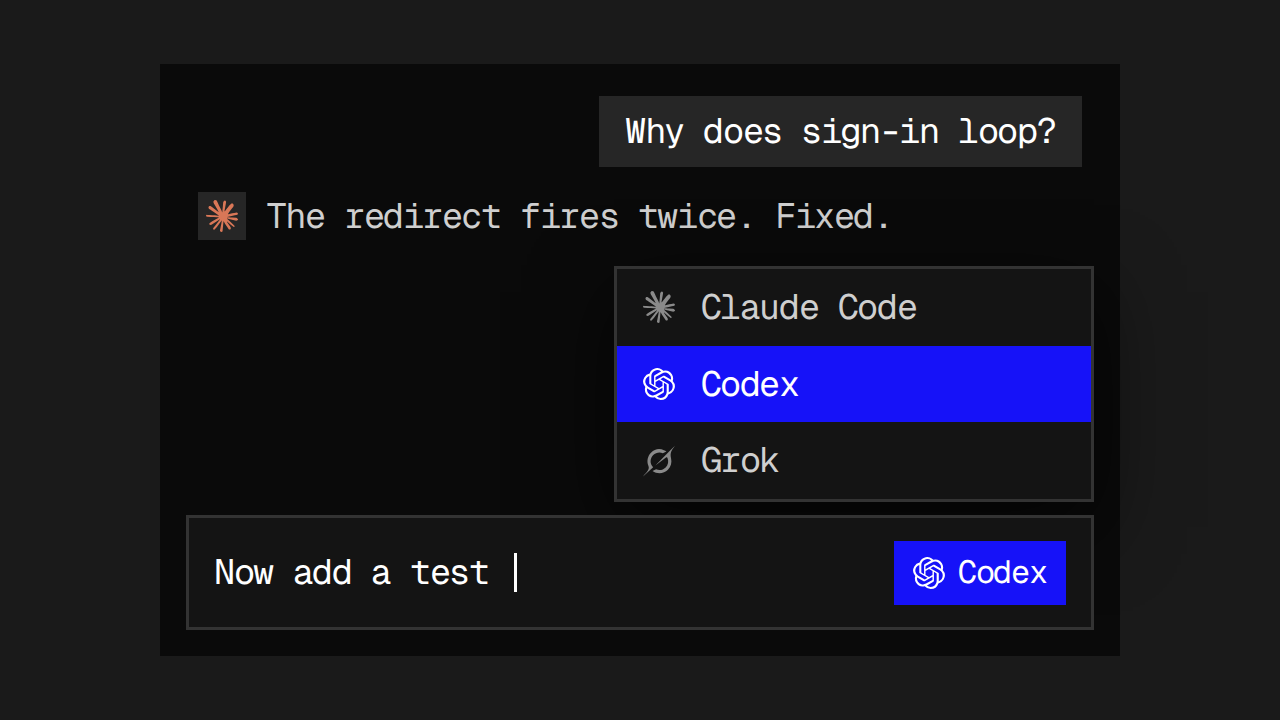 Why does sign-in loop?
The redirect fires twice. Fixed.
Claude Code
Codex
Grok
Now add a test
Codex